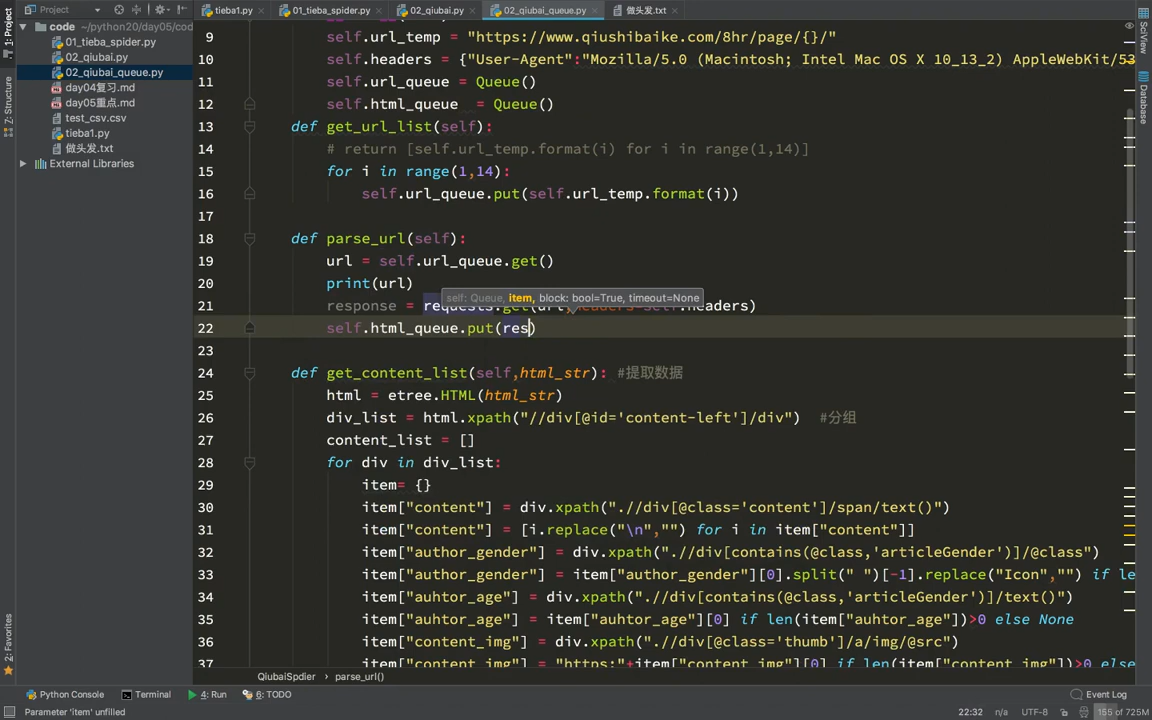 Project
tieba1.py
01_tieba_spider.py
02_qiubai.py
02_qiubai_queue.py
做头发.txt
1: Project
Z: Structure
2: Favorites
SciView
Database
code ~/python20/day05/cod
01_tieba_spider.py
02_qiubai.py
02_qiubai_queue.py
day04复习.md
day05重点.md
test_csv.csv
tieba1.py
做头发.txt
External Libraries
9 self.url_temp = "https://www.qiushibaike.com/8hr/page/{}/"
10 self.headers = {"User-Agent":"Mozilla/5.0 (Macintosh; Intel Mac OS X 10_13_2) AppleWebKit/53
11 self.url_queue = Queue()
12 self.html_queue = Queue()
13 def get_url_list(self):
14 # return [self.url_temp.format(i) for i in range(1,14)]
15 for i in range(1,14):
16 self.url_queue.put(self.url_temp.format(i))
17
18 def parse_url(self):
19 url = self.url_queue.get()
20 print(url)
self: Queue, item, block: bool=True, timeout=None
21 response = requests.get(url,headers=self.headers)
22 self.html_queue.put(res)
23
24 def get_content_list(self,html_str): #提取数据
25 html = etree.HTML(html_str)
26 div_list = html.xpath("//div[@id='content-left']/div") #分组
27 content_list = []
28 for div in div_list:
29 item= {}
30 item["content"] = div.xpath(".//div[@class='content']/span/text()")
31 item["content"] = [i.replace("\n","") for i in item["content"]]
32 item["author_gender"] = div.xpath(".//div[contains(@class,'articleGender')]/@class")
33 item["author_gender"] = item["author_gender"][0].split(" ")[-1].replace("Icon","") if le
34 item["auhtor_age"] = div.xpath(".//div[contains(@class,'articleGender')]/text()")
35 item["auhtor_age"] = item["auhtor_age"][0] if len(item["auhtor_age"])>0 else None
36 item["content_img"] = div.xpath(".//div[@class='thumb']/a/img/@src")
37 item["content_img"] = "https:"+item["content_img"][0] if len(item["content_img"])>0 else
QiubaiSpdier parse_url()
Python Console
Terminal
4: Run
6: TODO
Event Log
Parameter 'item' unfilled
22:32 n/a UTF-8 155 of 725M